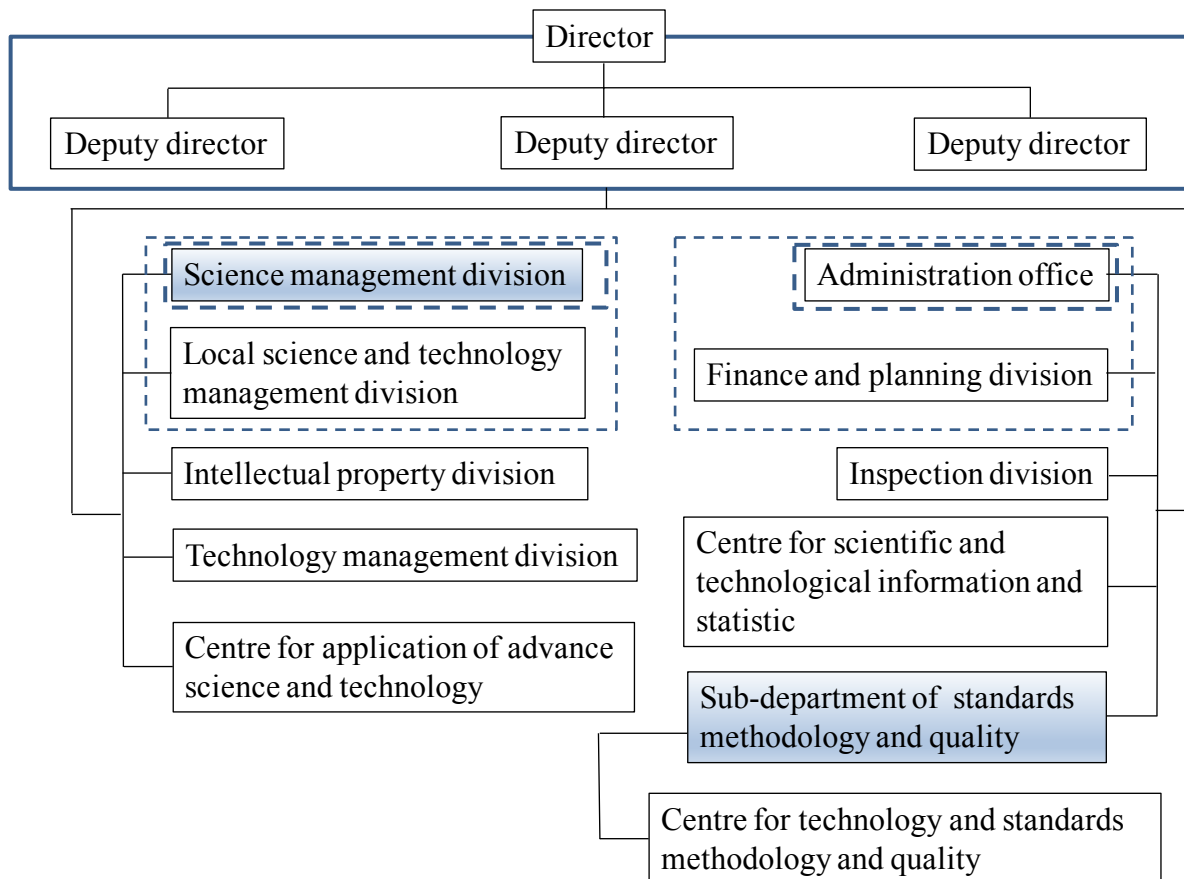 Director
Deputy director
Deputy director
Deputy director
Science management division
Local science and technology
management division
Intellectual property division
Technology management division
Centre for application of advance
science and technology
Administration office
Finance and planning division
Inspection division
Centre for scientific and
technological information and
statistic
Sub-department of standards
methodology and quality
Centre for technology and standards
methodology and quality